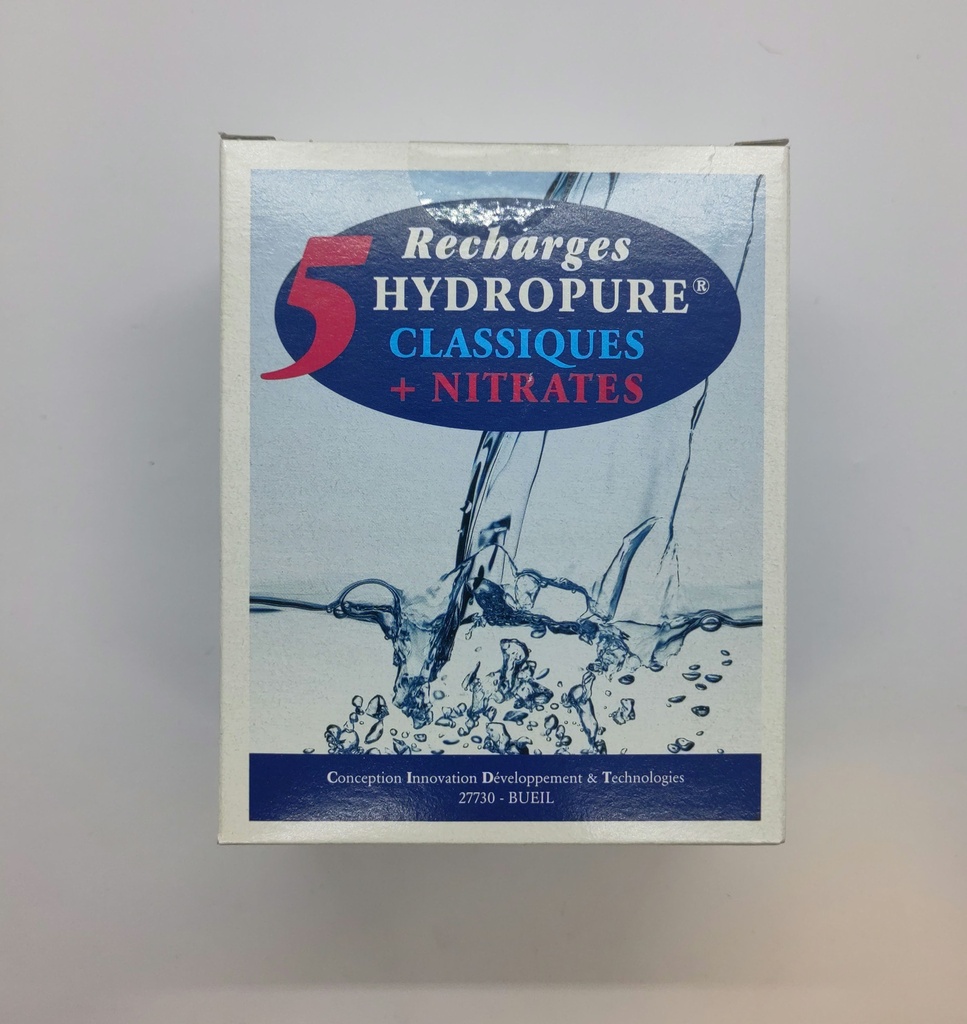 5
Recharges
HYDROPURE®
CLASSIQUES
+ NITRATES
Conception Innovation Développement & Technologies
27730 - BUEIL